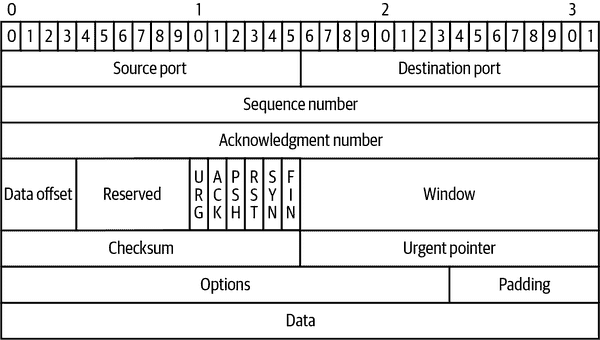 0 1 2 3
0 1 2 3 4 5 6 7 8 9 0 1 2 3 4 5 6 7 8 9 0 1 2 3 4 5 6 7 8 9 0 1
Source port Destination port
Sequence number
Acknowledgment number
Data offset Reserved URG ACK PSH RST SYN FIN Window
Checksum Urgent pointer
Options Padding
Data